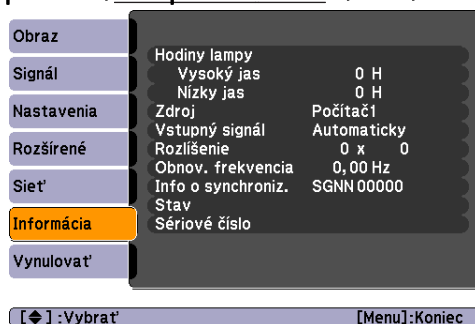 Obraz
Signál
Nastavenia
Rozšírené
Sieť
Informácia
Vynulovať
Hodiny lampy
Vysoký jas 0 H
Nízky jas 0 H
Zdroj Počítač1
Vstupný signál Automaticky
Rozlíšenie 0 x 0
Obnov. frekvencia 0,00 Hz
Info o synchroniz. SGNN 00000
Stav
Sériové číslo
[◆] :Vybrať [Menu]:Koniec